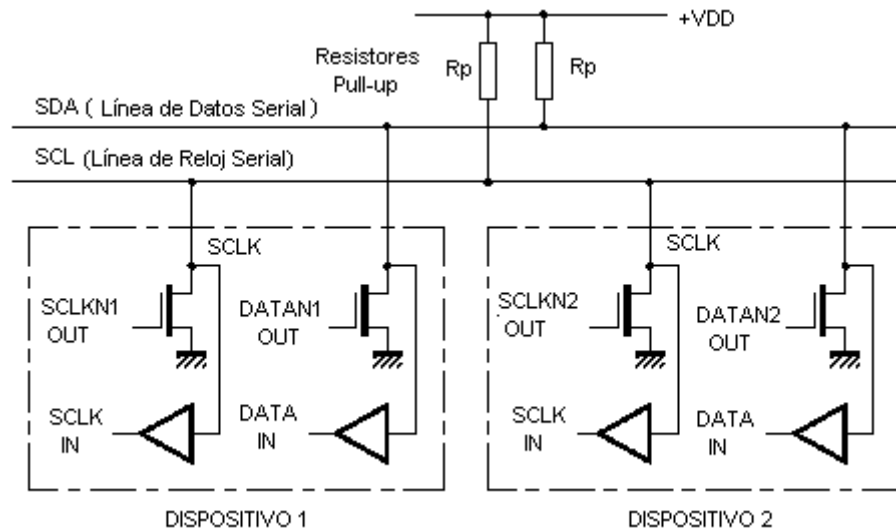 +VDD
Resistores
Pull-up
Rp
Rp
SDA ( Línea de Datos Serial )
SCL (Línea de Reloj Serial)
SCLK
SCLK
SCLKN1
OUT
DATAN1
OUT
SCLKN2
OUT
DATAN2
OUT
SCLK
IN
DATA
IN
SCLK
IN
DATA
IN
DISPOSITIVO 1
DISPOSITIVO 2